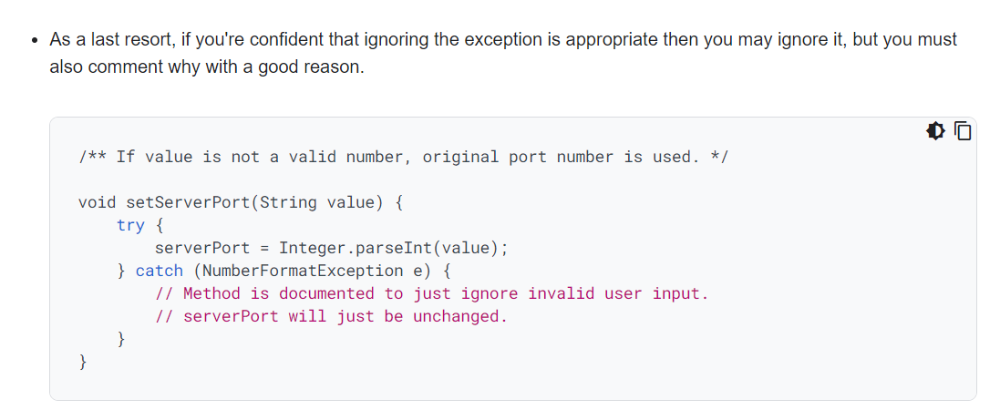 • As a last resort, if you're confident that ignoring the exception is appropriate then you may ignore it, but you must
also comment why with a good reason.
/** If value is not a valid number, original port number is used. */
void setServerPort(String value) {
    try {
        serverPort = Integer.parseInt(value);
    } catch (NumberFormatException e) {
        // Method is documented to just ignore invalid user input.
        // serverPort will just be unchanged.
    }
}